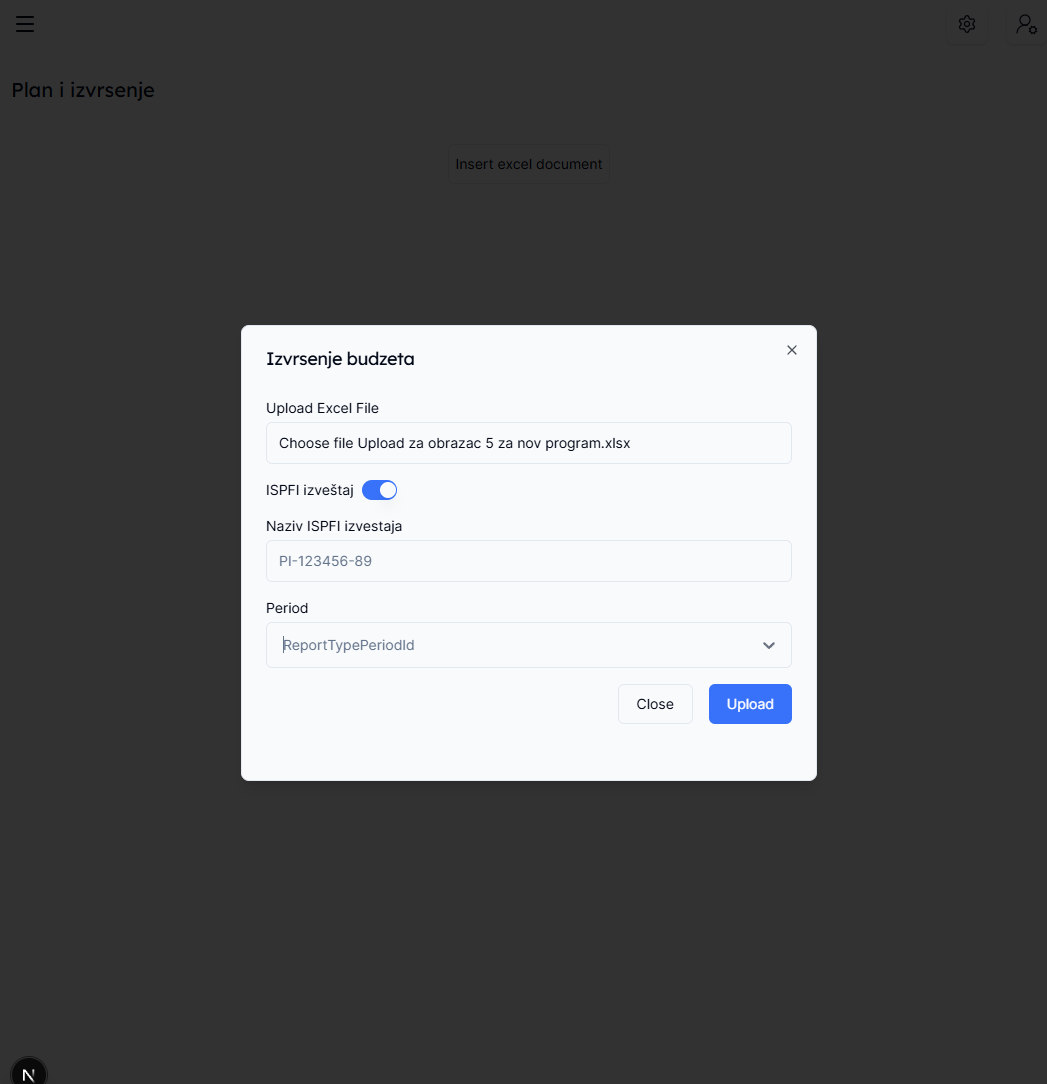 Plan i izvrsenje
Insert excel document
Izvrsenje budzeta
Upload Excel File
Choose file Upload za obrazac 5 za nov program.xlsx
ISPFI izveštaj
Naziv ISPFI izvestaja
PI-123456-89
Period
ReportTypePeriodId
Close
Upload
N